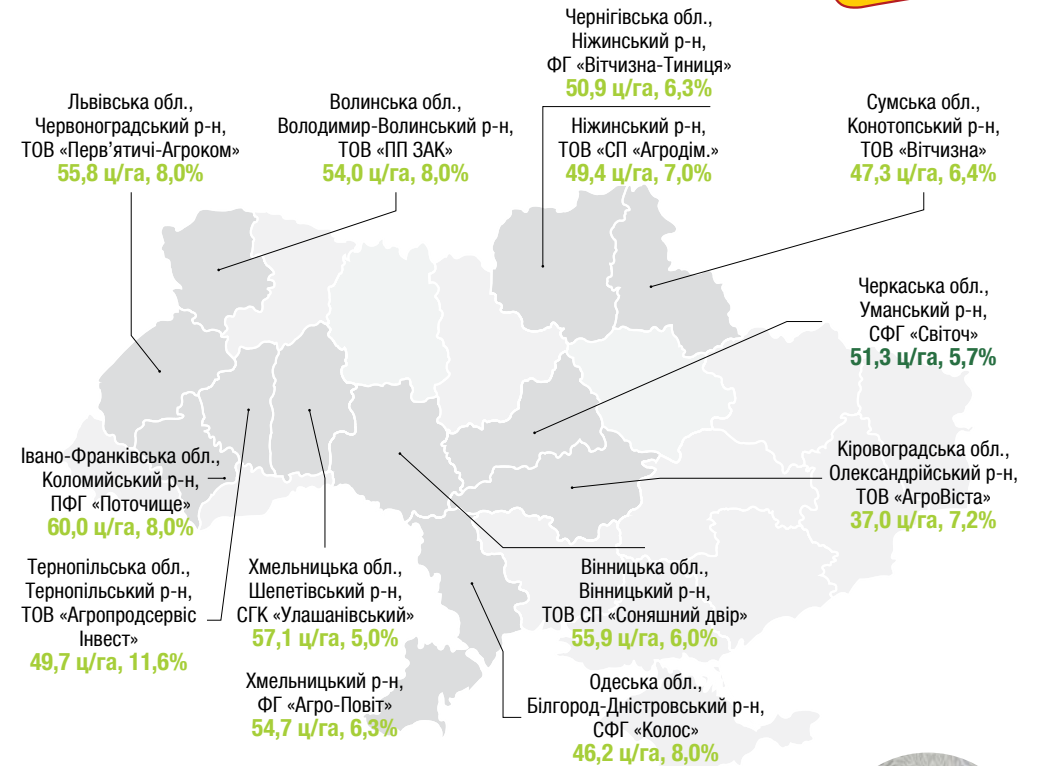 Чернігівська обл.,
Ніжинський р-н,
ФГ «Вітчизна-Тиниця»
50,9 ц/га, 6,3%
Ніжинський р-н,
ТОВ «СП «Агродім.»
49,4 ц/га, 7,0%
Львівська обл.,
Червоноградський р-н,
ТОВ «Перв’ятичі-Агроком»
55,8 ц/га, 8,0%
Волинська обл.,
Володимир-Волинський р-н,
ТОВ «ПП ЗАК»
54,0 ц/га, 8,0%
Сумська обл.,
Конотопський р-н,
ТОВ «Вітчизна»
47,3 ц/га, 6,4%
Черкаська обл.,
Уманський р-н,
СФГ «Світоч»
51,3 ц/га, 5,7%
Івано-Франківська обл.,
Коломийський р-н,
ПФГ «Поточище»
60,0 ц/га, 8,0%
Кіровоградська обл.,
Олександрійський р-н,
ТОВ «АгроВіста»
37,0 ц/га, 7,2%
Тернопільська обл.,
Тернопільський р-н,
ТОВ «Агропродсервіс
Інвест»
49,7 ц/га, 11,6%
Хмельницька обл.,
Шепетівський р-н,
СГК «Улашанівський»
57,1 ц/га, 5,0%
Хмельницький р-н,
ФГ «Агро-Повіт»
54,7 ц/га, 6,3%
Вінницька обл.,
Вінницький р-н,
ТОВ СП «Соняшний двір»
55,9 ц/га, 6,0%
Одеська обл.,
Білгород-Дністровський р-н,
СФГ «Колос»
46,2 ц/га, 8,0%